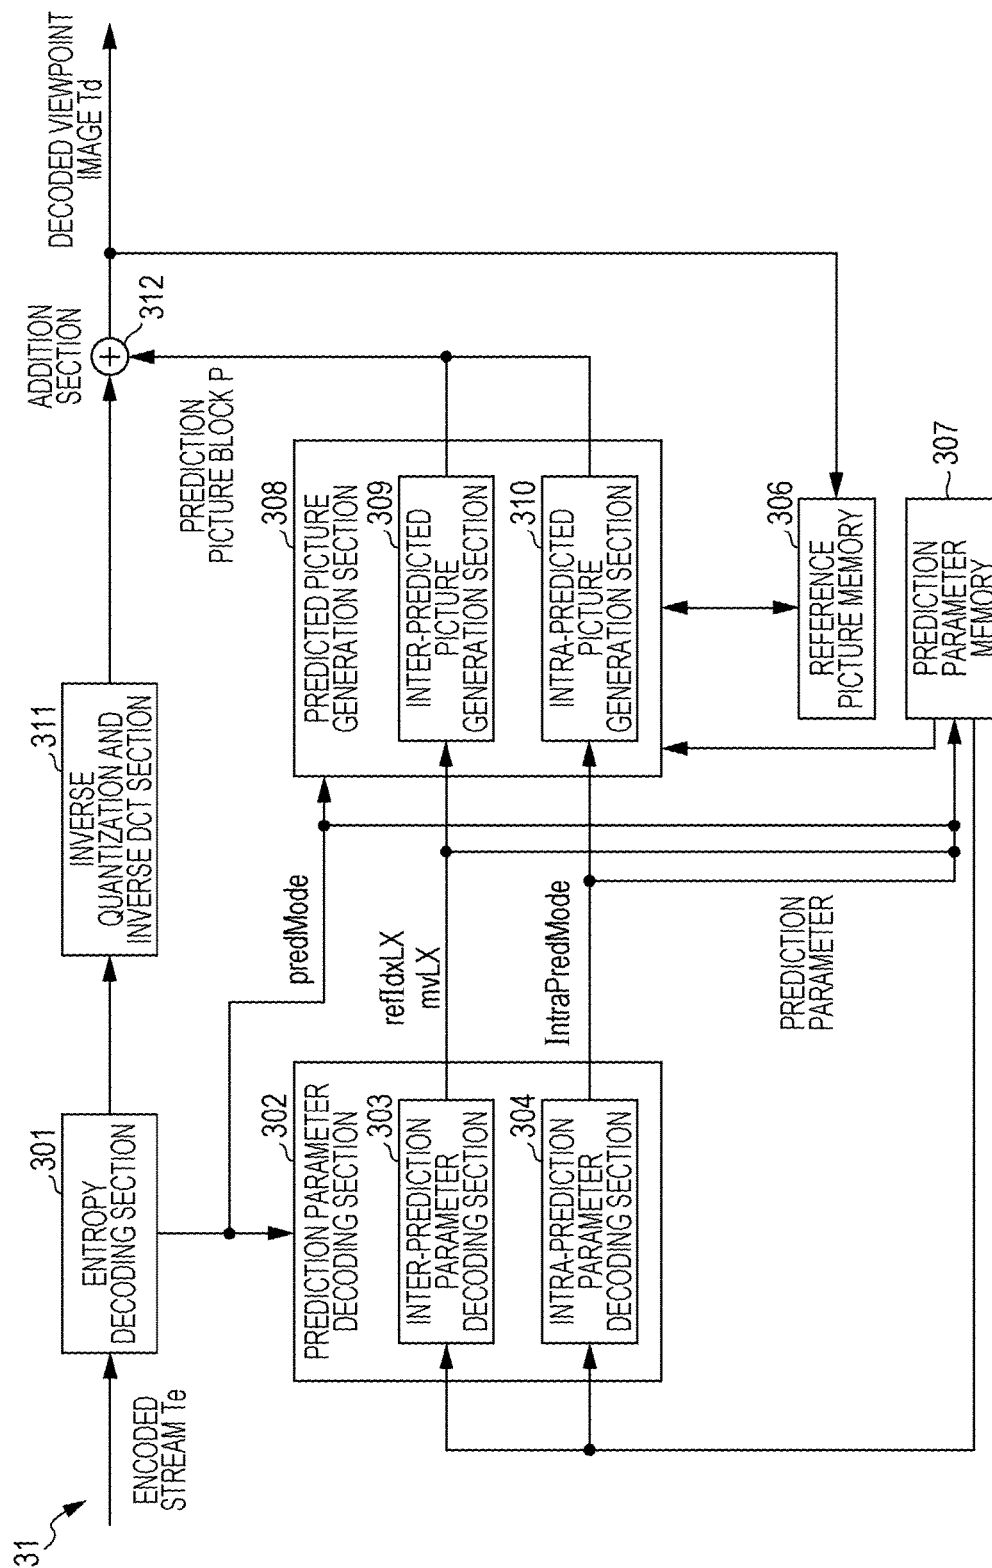 31
ENCODED
STREAM Te
301
ENTROPY
DECODING SECTION
311
INVERSE
QUANTIZATION AND
INVERSE DCT SECTION
ADDITION
SECTION
312
DECODED VIEWPOINT
IMAGE Td
predMode
PREDICTION
PICTURE BLOCK P
302
PREDICTION PARAMETER
DECODING SECTION
303
INTER-PREDICTION
PARAMETER
DECODING SECTION
304
INTRA-PREDICTION
PARAMETER
DECODING SECTION
refIdxLX
mvLX
IntraPredMode
308
PREDICTED PICTURE
GENERATION SECTION
309
INTER-PREDICTED
PICTURE
GENERATION SECTION
310
INTRA-PREDICTED
PICTURE
GENERATION SECTION
PREDICTION
PARAMETER
306
REFERENCE
PICTURE MEMORY
307
PREDICTION
PARAMETER
MEMORY